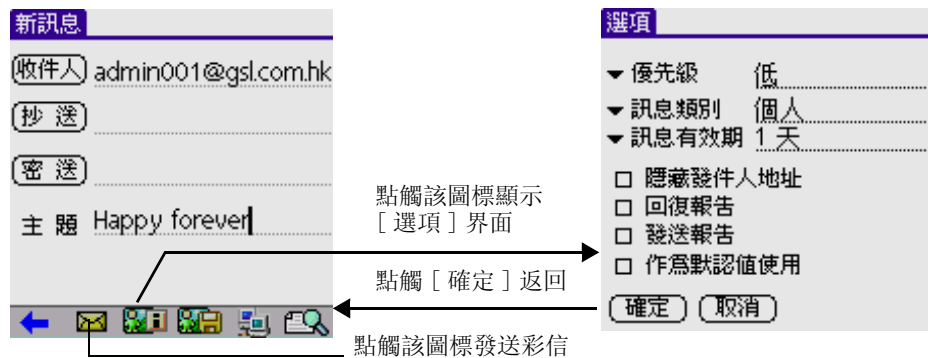 新訊息
收件人 admin001@gsl.com.hk
抄 送
密 送
主 題 Happy forever
點觸該圖標顯示
［選項］界面
點觸［確定］返回
點觸該圖標發送彩信
選項
優先級 低
訊息類別 個人
訊息有效期 1 天
隱藏發件人地址
回復報告
發送報告
作爲默認值使用
確定 取消